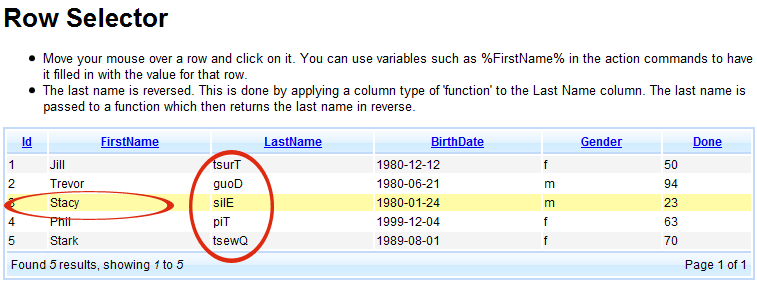 Row Selector
Move your mouse over a row and click on it. You can use variables such as %FirstName% in the action commands to have
it filled in with the value for that row.
The last name is reversed. This is done by applying a column type of 'function' to the Last Name column. The last name is
passed to a function which then returns the last name in reverse.
Id FirstName LastName BirthDate Gender Done
1 Jill tsurT 1980-12-12 f 50
2 Trevor guoD 1980-06-21 m 94
3 Stacy silE 1980-01-24 m 23
4 Phil piT 1999-12-04 f 63
5 Stark tsewQ 1989-08-01 f 70
Found 5 results, showing 1 to 5 Page 1 of 1